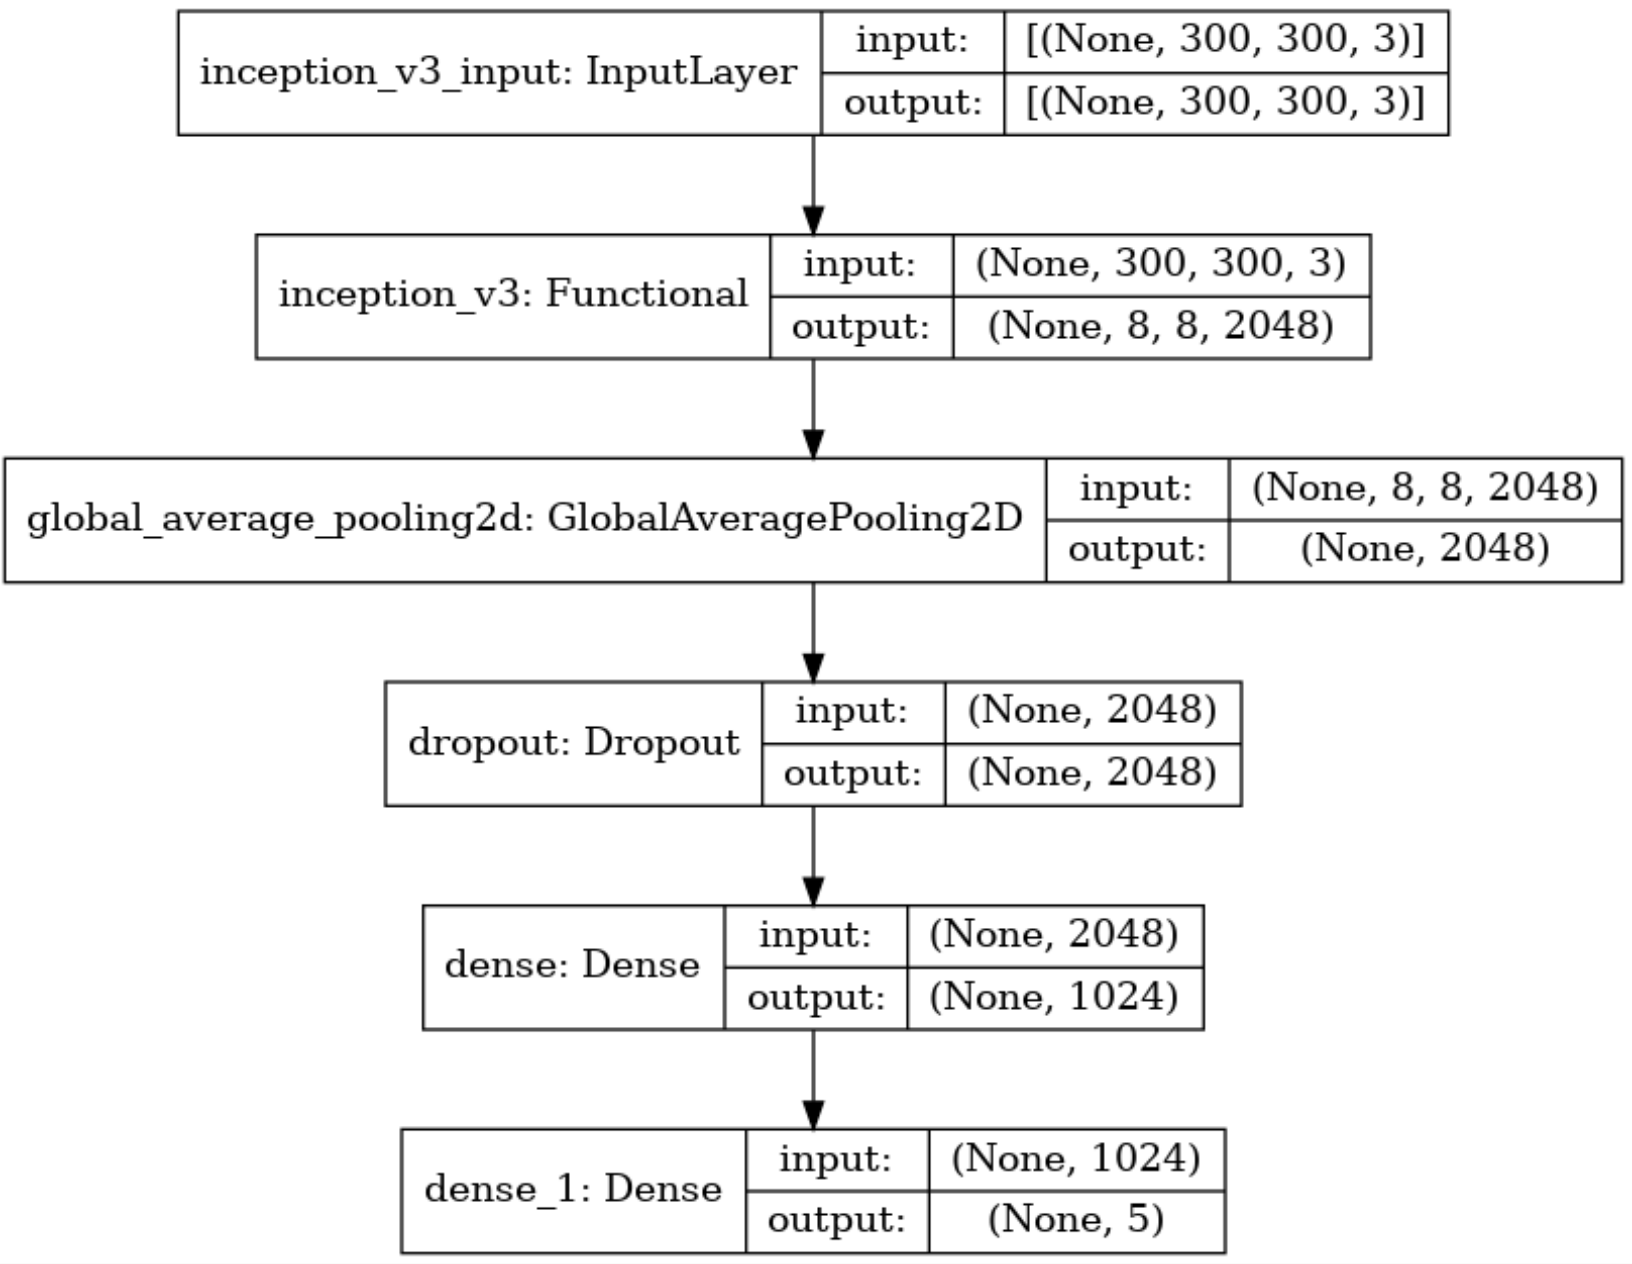 inception_v3_input: InputLayer
input:
[(None, 300, 300, 3)]
output:
[(None, 300, 300, 3)]
inception_v3: Functional
input:
(None, 300, 300, 3)
output:
(None, 8, 8, 2048)
global_average_pooling2d: GlobalAveragePooling2D
input:
(None, 8, 8, 2048)
output:
(None, 2048)
dropout: Dropout
input:
(None, 2048)
output:
(None, 2048)
dense: Dense
input:
(None, 2048)
output:
(None, 1024)
dense_1: Dense
input:
(None, 1024)
output:
(None, 5)